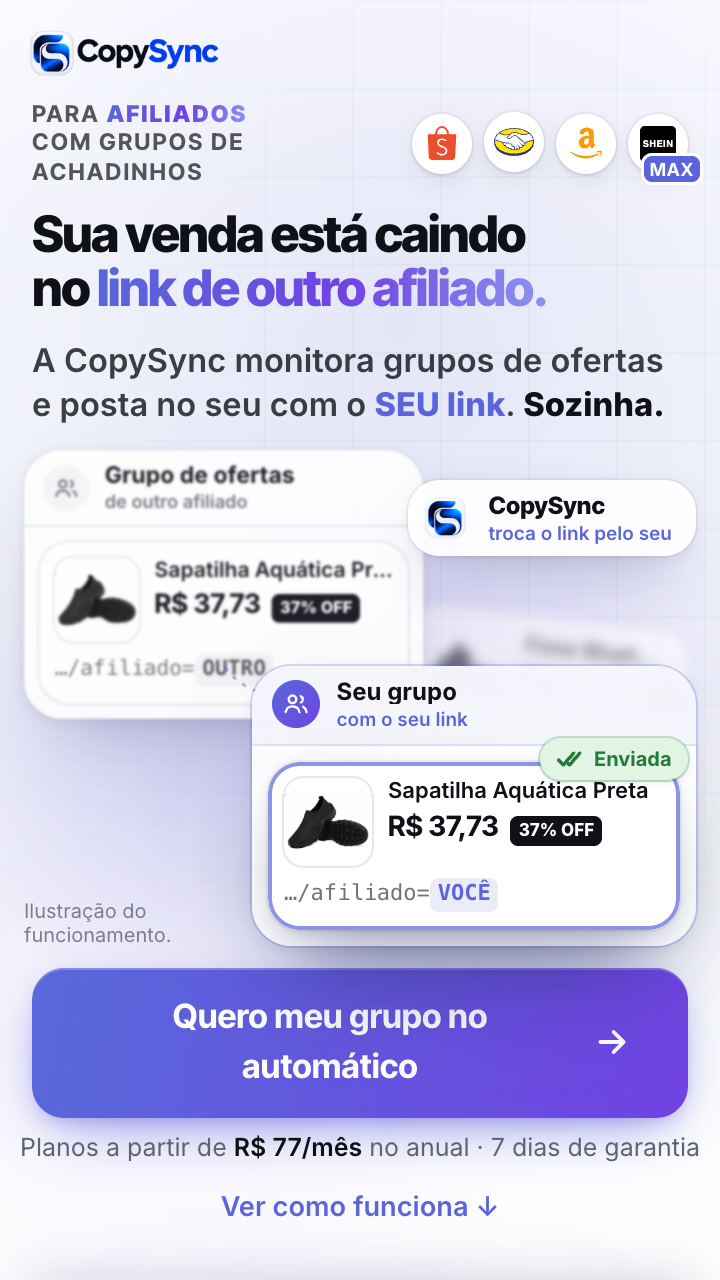 CopySync
PARA AFILIADOS
COM GRUPOS DE
ACHADINHOS
SHEIN
MAX
Sua venda está caindo
no link de outro afiliado.
A CopySync monitora grupos de ofertas
e posta no seu com o SEU link. Sozinha.
Grupo de ofertas
de outro afiliado
Sapatilha Aquática Pr...
R$ 37,73 37% OFF
…/afiliado= OUTRO
CopySync
troca o link pelo seu
Seu grupo
com o seu link
Enviada
Sapatilha Aquática Preta
R$ 37,73 37% OFF
…/afiliado= VOCÊ
Ilustração do
funcionamento.
Quero meu grupo no
automático
Planos a partir de R$ 77/mês no anual · 7 dias de garantia
Ver como funciona ↓